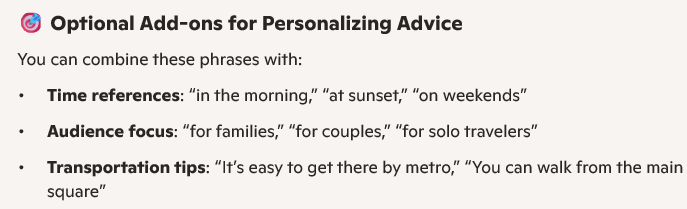 🎯 Optional Add-ons for Personalizing Advice
You can combine these phrases with:
• Time references: “in the morning,” “at sunset,” “on weekends”
• Audience focus: “for families,” “for couples,” “for solo travelers”
• Transportation tips: “It’s easy to get there by metro,” “You can walk from the main
square”